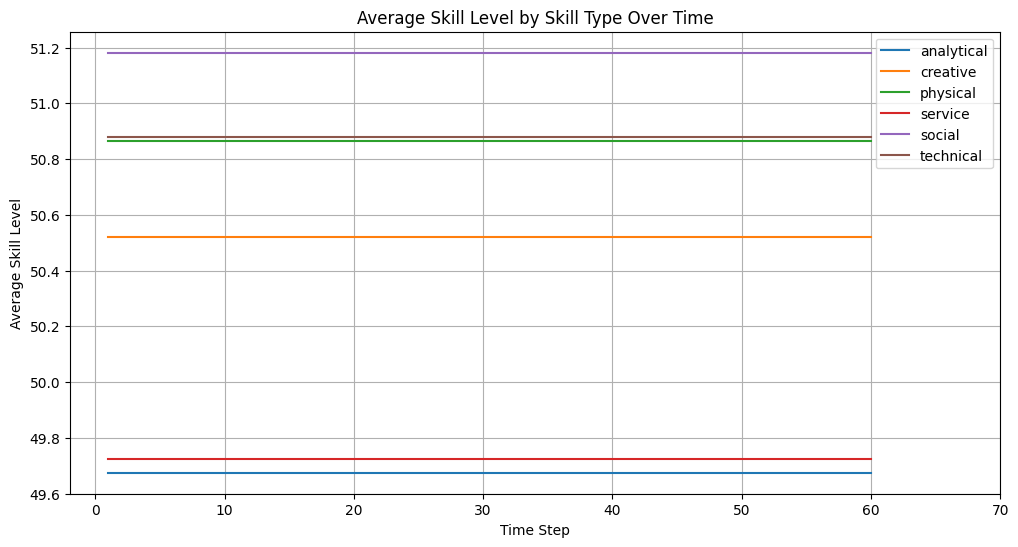 Average Skill Level by Skill Type Over Time
Average Skill Level
51.2
51.0
50.8
50.6
50.4
50.2
50.0
49.8
49.6
analytical
creative
physical
service
social
technical
0 10 20 30 40 50 60 70
Time Step